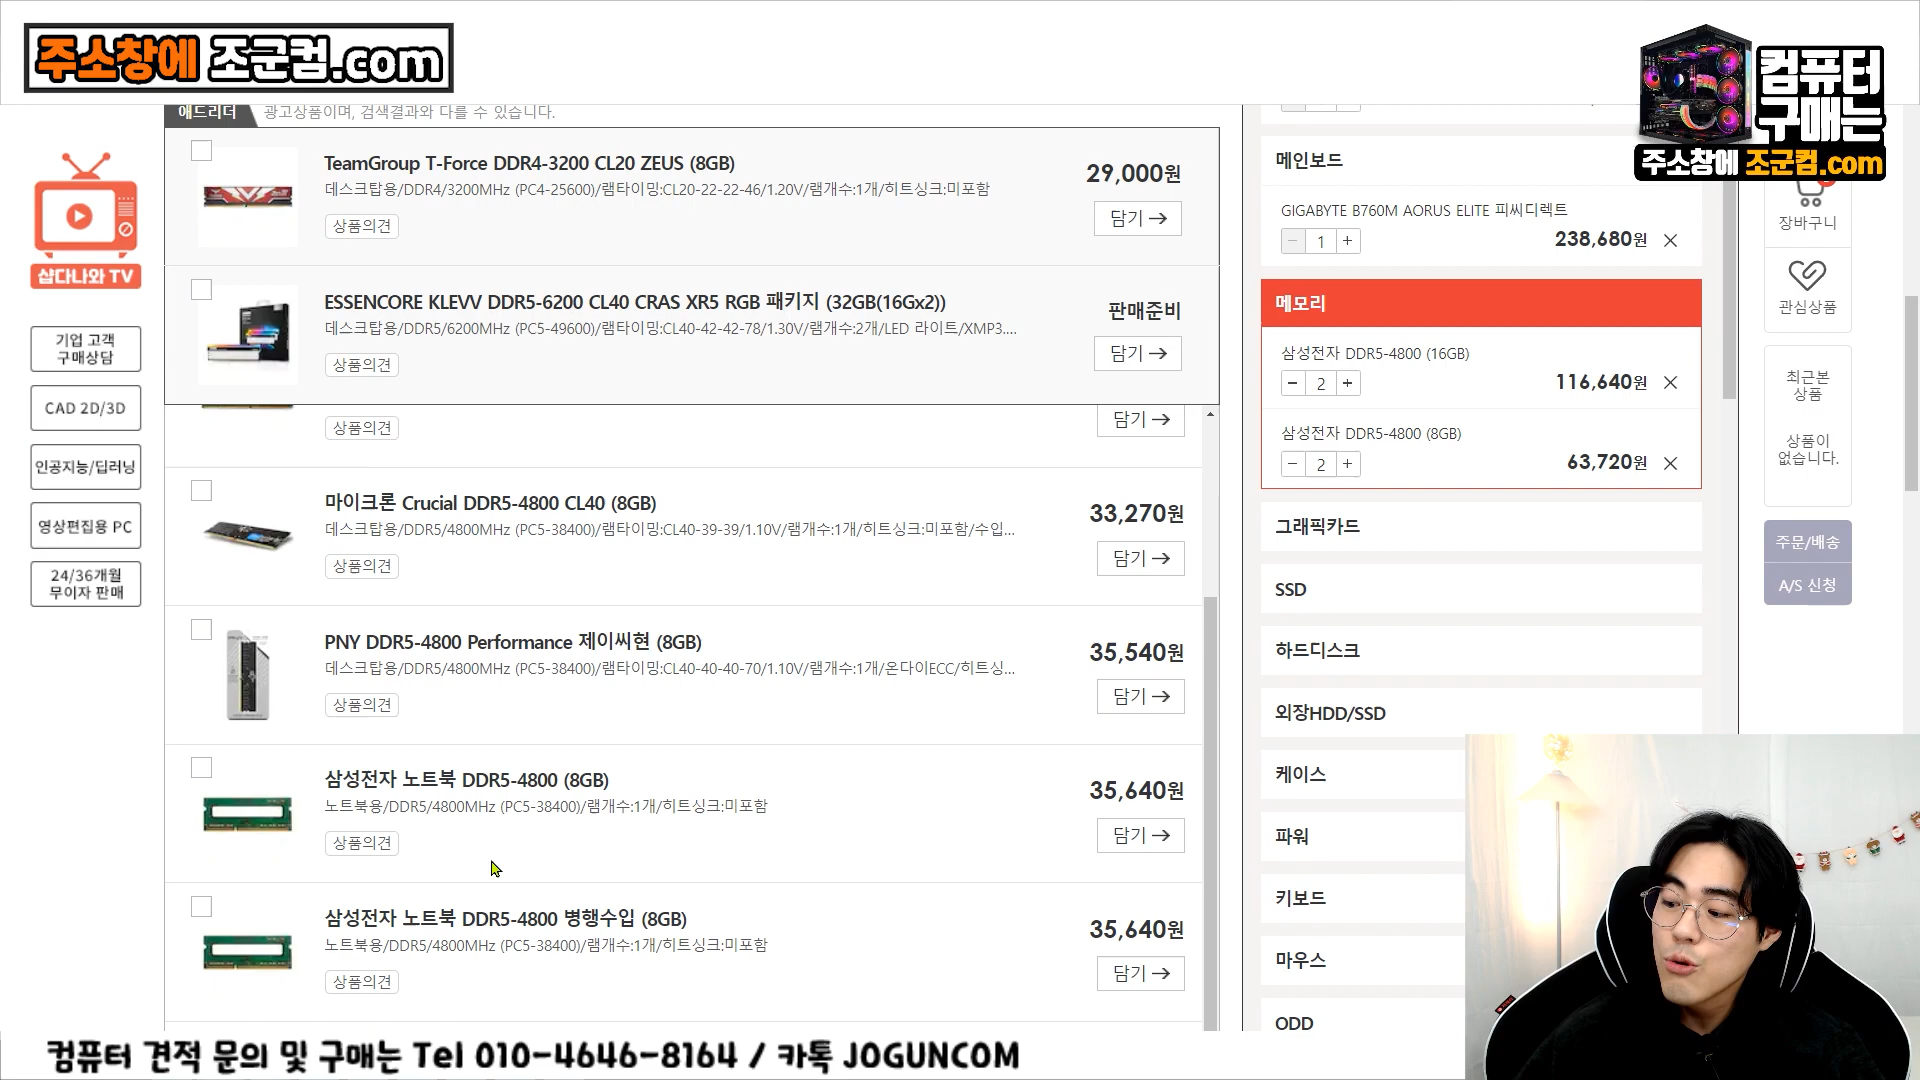 주소창에 조군컴.com
컴퓨터
구매는
주소창에 조군컴.com
애드리더
광고상품이며, 검색결과와 다를 수 있습니다.
샵다나와 TV
기업 고객
구매상담
CAD 2D/3D
인공지능/딥러닝
영상편집용 PC
24/36개월
무이자 판매
TeamGroup T-Force DDR4-3200 CL20 ZEUS (8GB)
데스크탑용/DDR4/3200MHz (PC4-25600)/램타이밍:CL20-22-22-46/1.20V/램개수:1개/히트싱크:미포함
상품의견
29,000원
담기
ESSENCORE KLEVV DDR5-6200 CL40 CRAS XR5 RGB 패키지 (32GB(16Gx2))
데스크탑용/DDR5/6200MHz (PC5-49600)/램타이밍:CL40-42-42-78/1.30V/램개수:2개/LED 라이트/XMP3....
상품의견
판매준비
담기
상품의견
담기
마이크론 Crucial DDR5-4800 CL40 (8GB)
데스크탑용/DDR5/4800MHz (PC5-38400)/램타이밍:CL40-39-39/1.10V/램개수:1개/히트싱크:미포함/수입...
상품의견
33,270원
담기
PNY DDR5-4800 Performance 제이씨현 (8GB)
데스크탑용/DDR5/4800MHz (PC5-38400)/램타이밍:CL40-40-40-70/1.10V/램개수:1개/온다이ECC/히트싱...
상품의견
35,540원
담기
삼성전자 노트북 DDR5-4800 (8GB)
노트북용/DDR5/4800MHz (PC5-38400)/램개수:1개/히트싱크:미포함
상품의견
35,640원
담기
삼성전자 노트북 DDR5-4800 병행수입 (8GB)
노트북용/DDR5/4800MHz (PC5-38400)/램개수:1개/히트싱크:미포함
상품의견
35,640원
담기
메인보드
GIGABYTE B760M AORUS ELITE 피씨디렉트
1
238,680원
메모리
삼성전자 DDR5-4800 (16GB)
2
116,640원
삼성전자 DDR5-4800 (8GB)
2
63,720원
그래픽카드
SSD
하드디스크
외장HDD/SSD
케이스
파워
키보드
마우스
ODD
장바구니
관심상품
최근본
상품
상품이
없습니다.
주문/배송
A/S 신청
컴퓨터 견적 문의 및 구매는 Tel 010-4646-8164 / 카톡 JOGUNCOM